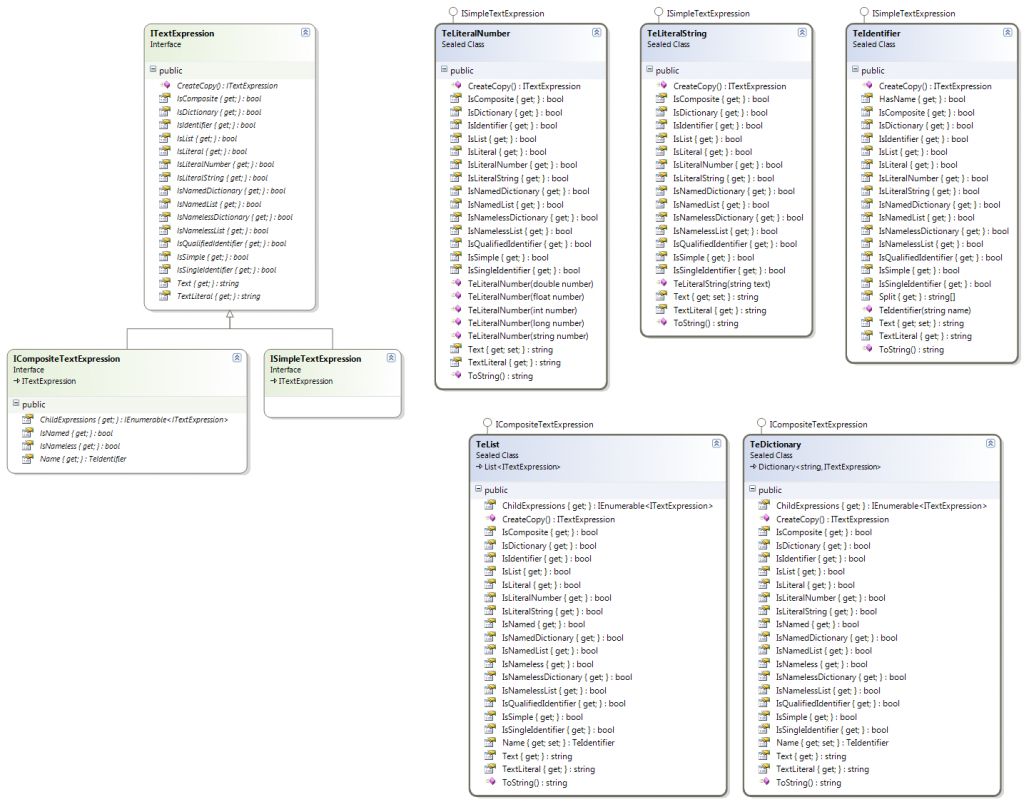 ITextExpression
Interface
public
CreateCopy() : ITextExpression
IsComposite { get; } : bool
IsDictionary { get; } : bool
IsIdentifier { get; } : bool
IsList { get; } : bool
IsLiteral { get; } : bool
IsLiteralNumber { get; } : bool
IsLiteralString { get; } : bool
IsNamedDictionary { get; } : bool
IsNamedList { get; } : bool
IsNamelessDictionary { get; } : bool
IsNamelessList { get; } : bool
IsQualifiedIdentifier { get; } : bool
IsSimple { get; } : bool
IsSingleIdentifier { get; } : bool
Text { get; } : string
TextLiteral { get; } : string
ICompositeTextExpression
Interface
ITextExpression
public
ChildExpressions { get; } : IEnumerable<ITextExpression>
IsNamed { get; } : bool
IsNameless { get; } : bool
Name { get; } : TeIdentifier
ISimpleTextExpression
Interface
ITextExpression
ISimpleTextExpression
TeLiteralNumber
Sealed Class
public
CreateCopy() : ITextExpression
IsComposite { get; } : bool
IsDictionary { get; } : bool
IsIdentifier { get; } : bool
IsList { get; } : bool
IsLiteral { get; } : bool
IsLiteralNumber { get; } : bool
IsLiteralString { get; } : bool
IsNamedDictionary { get; } : bool
IsNamedList { get; } : bool
IsNamelessDictionary { get; } : bool
IsNamelessList { get; } : bool
IsQualifiedIdentifier { get; } : bool
IsSimple { get; } : bool
IsSingleIdentifier { get; } : bool
TeLiteralNumber(double number)
TeLiteralNumber(float number)
TeLiteralNumber(int number)
TeLiteralNumber(long number)
TeLiteralNumber(string number)
Text { get; set; } : string
TextLiteral { get; } : string
ToString() : string
ISimpleTextExpression
TeLiteralString
Sealed Class
public
CreateCopy() : ITextExpression
IsComposite { get; } : bool
IsDictionary { get; } : bool
IsIdentifier { get; } : bool
IsList { get; } : bool
IsLiteral { get; } : bool
IsLiteralNumber { get; } : bool
IsLiteralString { get; } : bool
IsNamedDictionary { get; } : bool
IsNamedList { get; } : bool
IsNamelessDictionary { get; } : bool
IsNamelessList { get; } : bool
IsQualifiedIdentifier { get; } : bool
IsSimple { get; } : bool
IsSingleIdentifier { get; } : bool
TeLiteralString(string text)
Text { get; set; } : string
TextLiteral { get; } : string
ToString() : string
ISimpleTextExpression
TeIdentifier
Sealed Class
public
CreateCopy() : ITextExpression
HasName { get; } : bool
IsComposite { get; } : bool
IsDictionary { get; } : bool
IsIdentifier { get; } : bool
IsList { get; } : bool
IsLiteral { get; } : bool
IsLiteralNumber { get; } : bool
IsLiteralString { get; } : bool
IsNamedDictionary { get; } : bool
IsNamedList { get; } : bool
IsNamelessDictionary { get; } : bool
IsNamelessList { get; } : bool
IsQualifiedIdentifier { get; } : bool
IsSimple { get; } : bool
IsSingleIdentifier { get; } : bool
Split { get; } : string[]
TeIdentifier(string name)
Text { get; set; } : string
TextLiteral { get; } : string
ToString() : string
ICompositeTextExpression
TeList
Sealed Class
List<ITextExpression>
public
ChildExpressions { get; } : IEnumerable<ITextExpression>
CreateCopy() : ITextExpression
IsComposite { get; } : bool
IsDictionary { get; } : bool
IsIdentifier { get; } : bool
IsList { get; } : bool
IsLiteral { get; } : bool
IsLiteralNumber { get; } : bool
IsLiteralString { get; } : bool
IsNamed { get; } : bool
IsNamedDictionary { get; } : bool
IsNamedList { get; } : bool
IsNameless { get; } : bool
IsNamelessDictionary { get; } : bool
IsNamelessList { get; } : bool
IsQualifiedIdentifier { get; } : bool
IsSimple { get; } : bool
IsSingleIdentifier { get; } : bool
Name { get; set; } : TeIdentifier
Text { get; } : string
TextLiteral { get; } : string
ToString() : string
ICompositeTextExpression
TeDictionary
Sealed Class
Dictionary<string, ITextExpression>
public
ChildExpressions { get; } : IEnumerable<ITextExpression>
CreateCopy() : ITextExpression
IsComposite { get; } : bool
IsDictionary { get; } : bool
IsIdentifier { get; } : bool
IsList { get; } : bool
IsLiteral { get; } : bool
IsLiteralNumber { get; } : bool
IsLiteralString { get; } : bool
IsNamed { get; } : bool
IsNamedDictionary { get; } : bool
IsNamedList { get; } : bool
IsNameless { get; } : bool
IsNamelessDictionary { get; } : bool
IsNamelessList { get; } : bool
IsQualifiedIdentifier { get; } : bool
IsSimple { get; } : bool
IsSingleIdentifier { get; } : bool
Name { get; set; } : TeIdentifier
Text { get; } : string
TextLiteral { get; } : string
ToString() : string